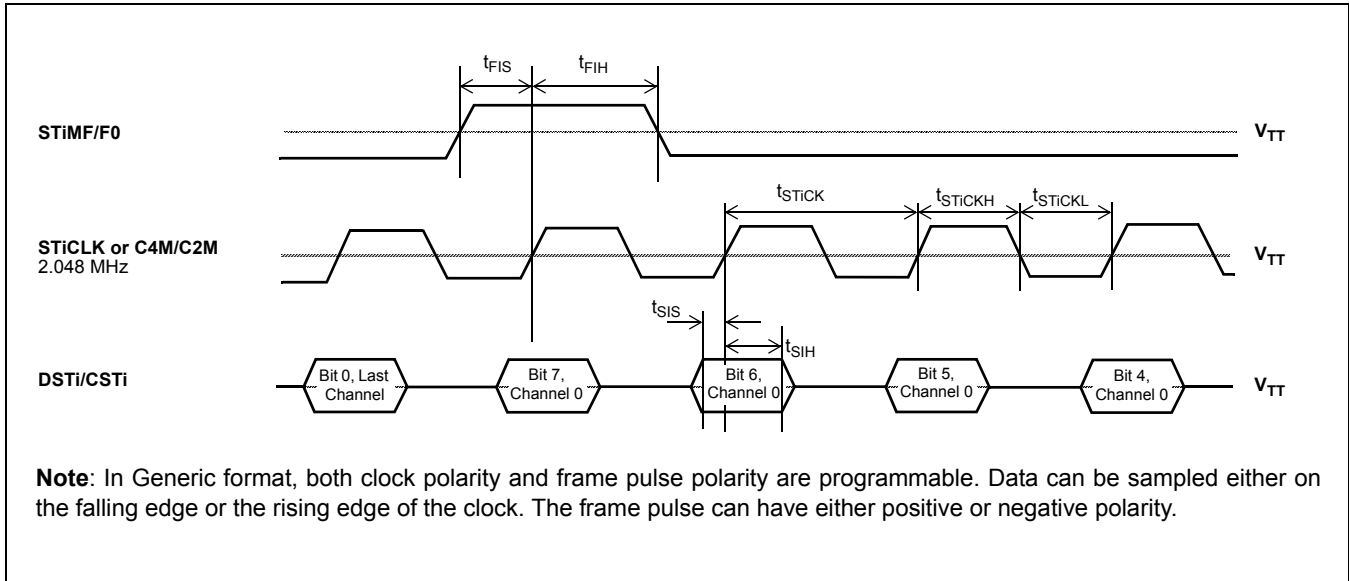 tFIS
tFIH
STiMF/F0
VTT
tSTiCK
tSTiCKH
tSTiCKL
STiCLK or C4M/C2M
2.048 MHz
VTT
tSIS
tSIH
DSTi/CSTi
Bit 0, Last
Channel
Bit 7,
Channel 0
Bit 6,
Channel 0
Bit 5,
Channel 0
Bit 4,
Channel 0
VTT
Note: In Generic format, both clock polarity and frame pulse polarity are programmable. Data can be sampled either on
the falling edge or the rising edge of the clock. The frame pulse can have either positive or negative polarity.